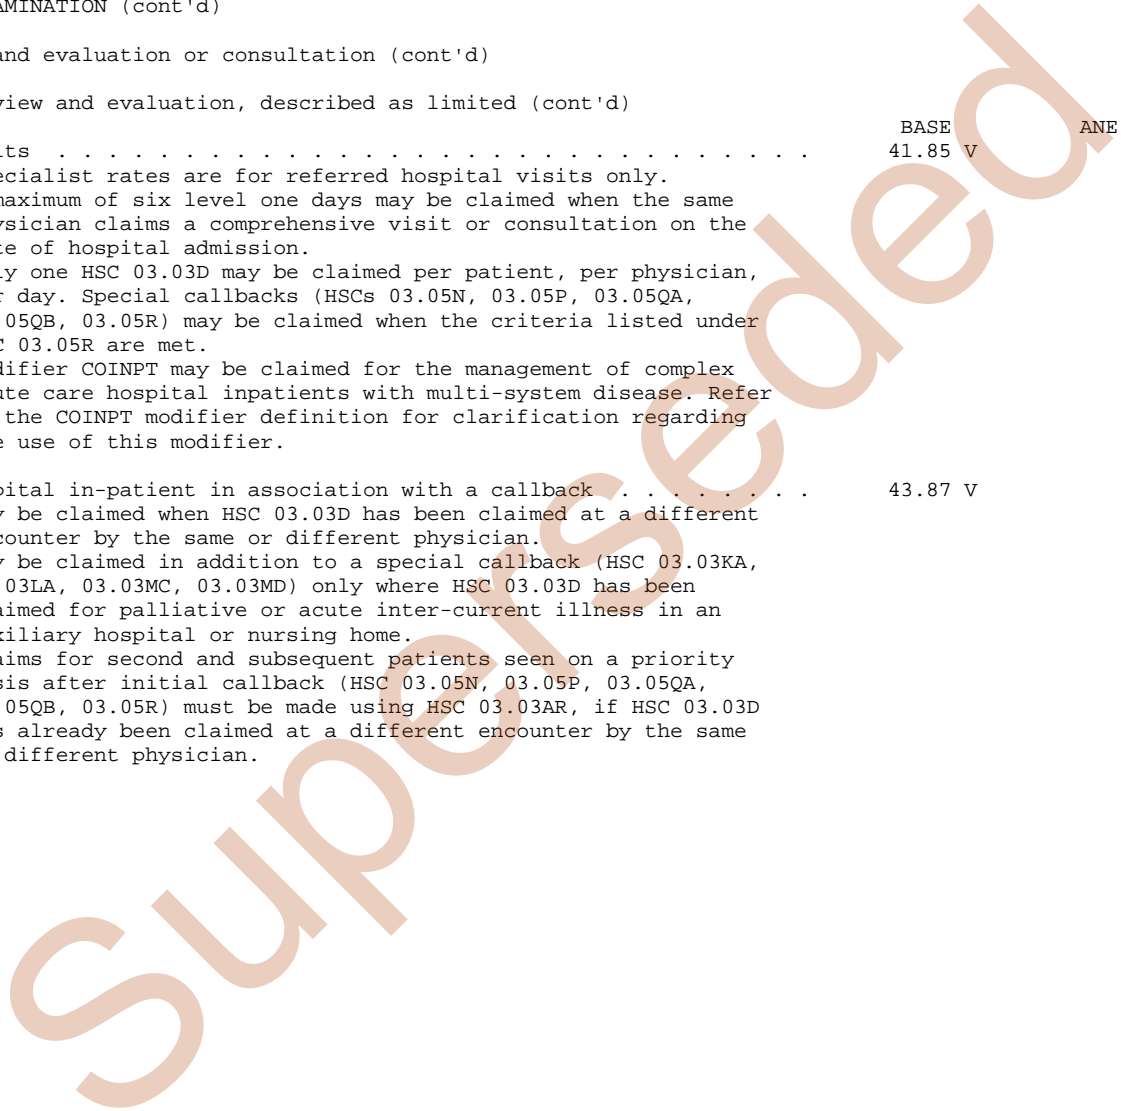 AMINATION (cont'd)
and evaluation or consultation (cont'd)
view and evaluation, described as limited (cont'd)
BASE ANE
its . . . . . . . . . . . . . . . . . . . . . . . . . . . . . 41.85 V
ecialist rates are for referred hospital visits only.
maximum of six level one days may be claimed when the same
ysician claims a comprehensive visit or consultation on the
te of hospital admission.
ly one HSC 03.03D may be claimed per patient, per physician,
r day. Special callbacks (HSCs 03.05N, 03.05P, 03.05QA,
.05QB, 03.05R) may be claimed when the criteria listed under
C 03.05R are met.
difier COINPT may be claimed for the management of complex
ute care hospital inpatients with multi-system disease. Refer
 the COINPT modifier definition for clarification regarding
e use of this modifier.
pital in-patient in association with a callback . . . . . . . . 43.87 V
y be claimed when HSC 03.03D has been claimed at a different
counter by the same or different physician.
y be claimed in addition to a special callback (HSC 03.03KA,
.03LA, 03.03MC, 03.03MD) only where HSC 03.03D has been
aimed for palliative or acute inter-current illness in an
xiliary hospital or nursing home.
aims for second and subsequent patients seen on a priority
sis after initial callback (HSC 03.05N, 03.05P, 03.05QA,
.05QB, 03.05R) must be made using HSC 03.03AR, if HSC 03.03D
s already been claimed at a different encounter by the same
 different physician.
Superseded